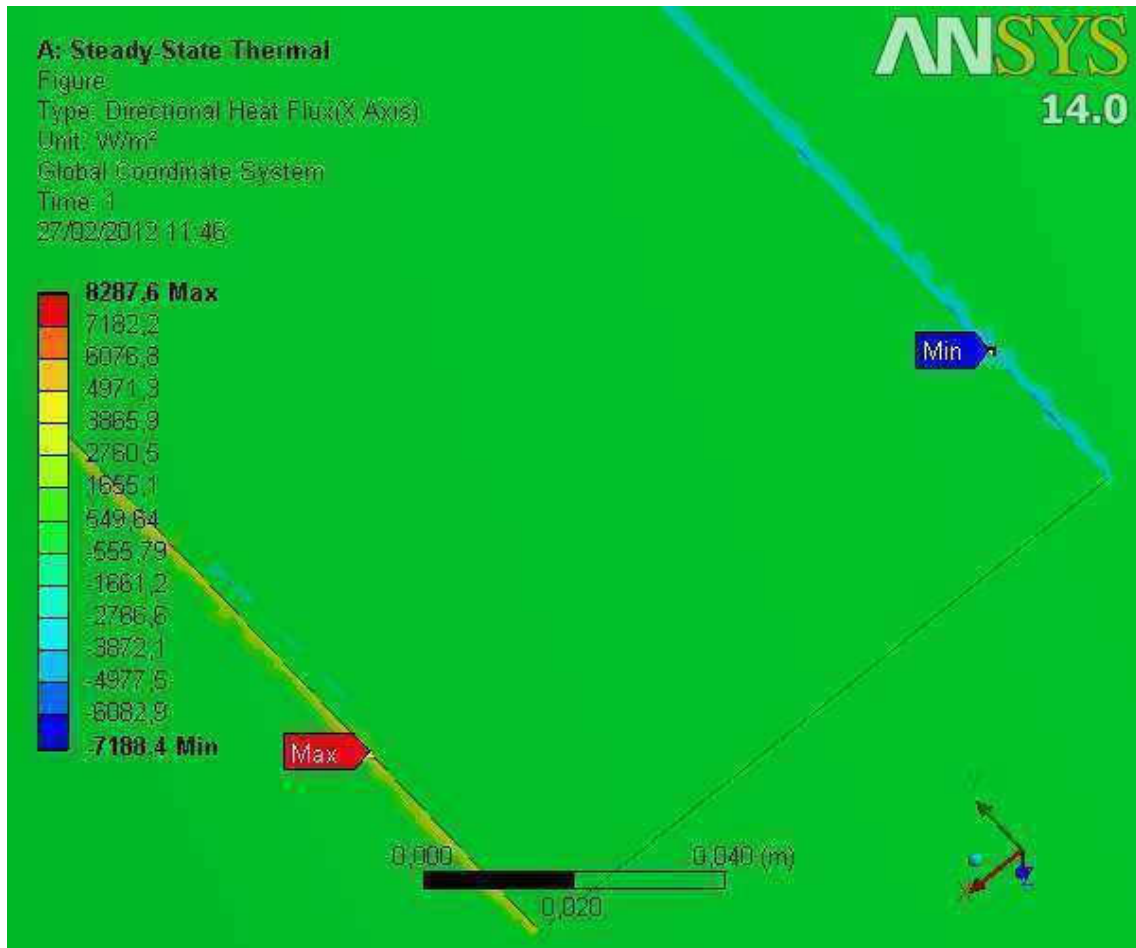 A: Steady-State Thermal
Figure
Type: Directional Heat Flux(X Axis)
Unit: W/m²
Global Coordinate System
Time: 1
27/02/2012 11:46
ANSYS
14.0
8287,6 Max
7182,2
6076,8
4971,3
3865,9
2760,5
1655,1
549,64
-555,79
-1661,2
-2766,6
-3872,1
-4977,5
-6082,9
-7188,4 Min
Min
Max
0,000
0,040 (m)
0,020
X